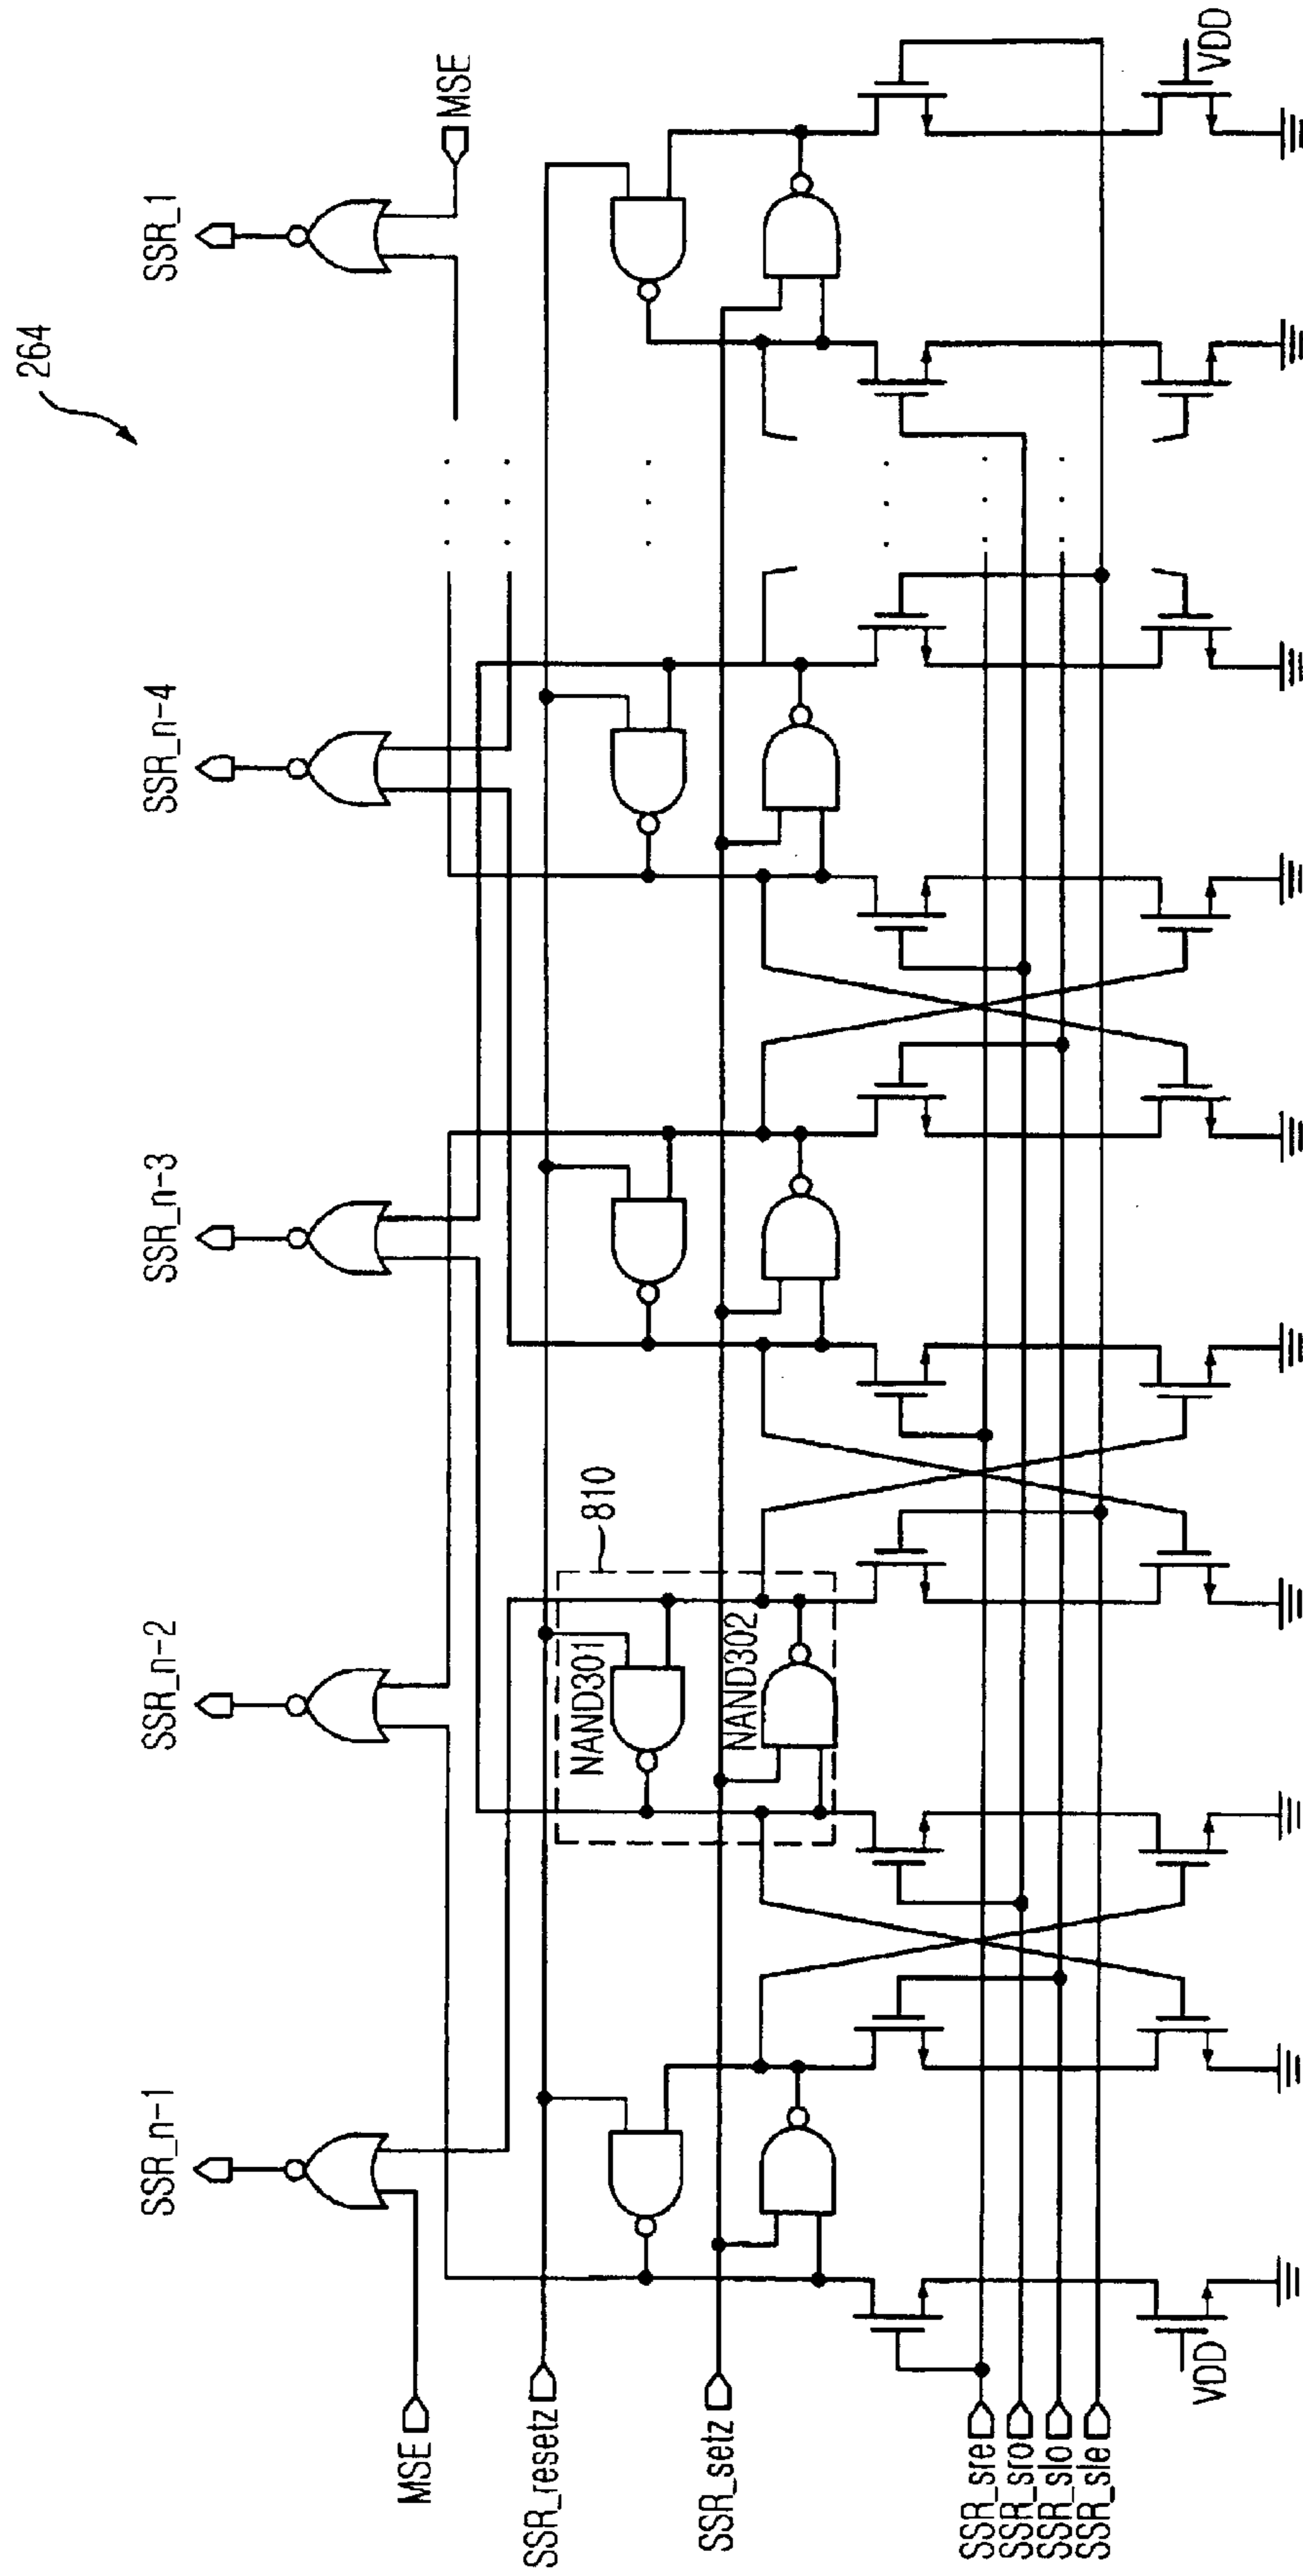 264
SSR_n-1
SSR_n-2
SSR_n-3
SSR_n-4
SSR_1
MSE
MSE
SSR_resetz
810
NAND301
SSR_setz
NAND302
SSR_sre
SSR_sro
SSR_slo
SSR_sle
VDD
VDD